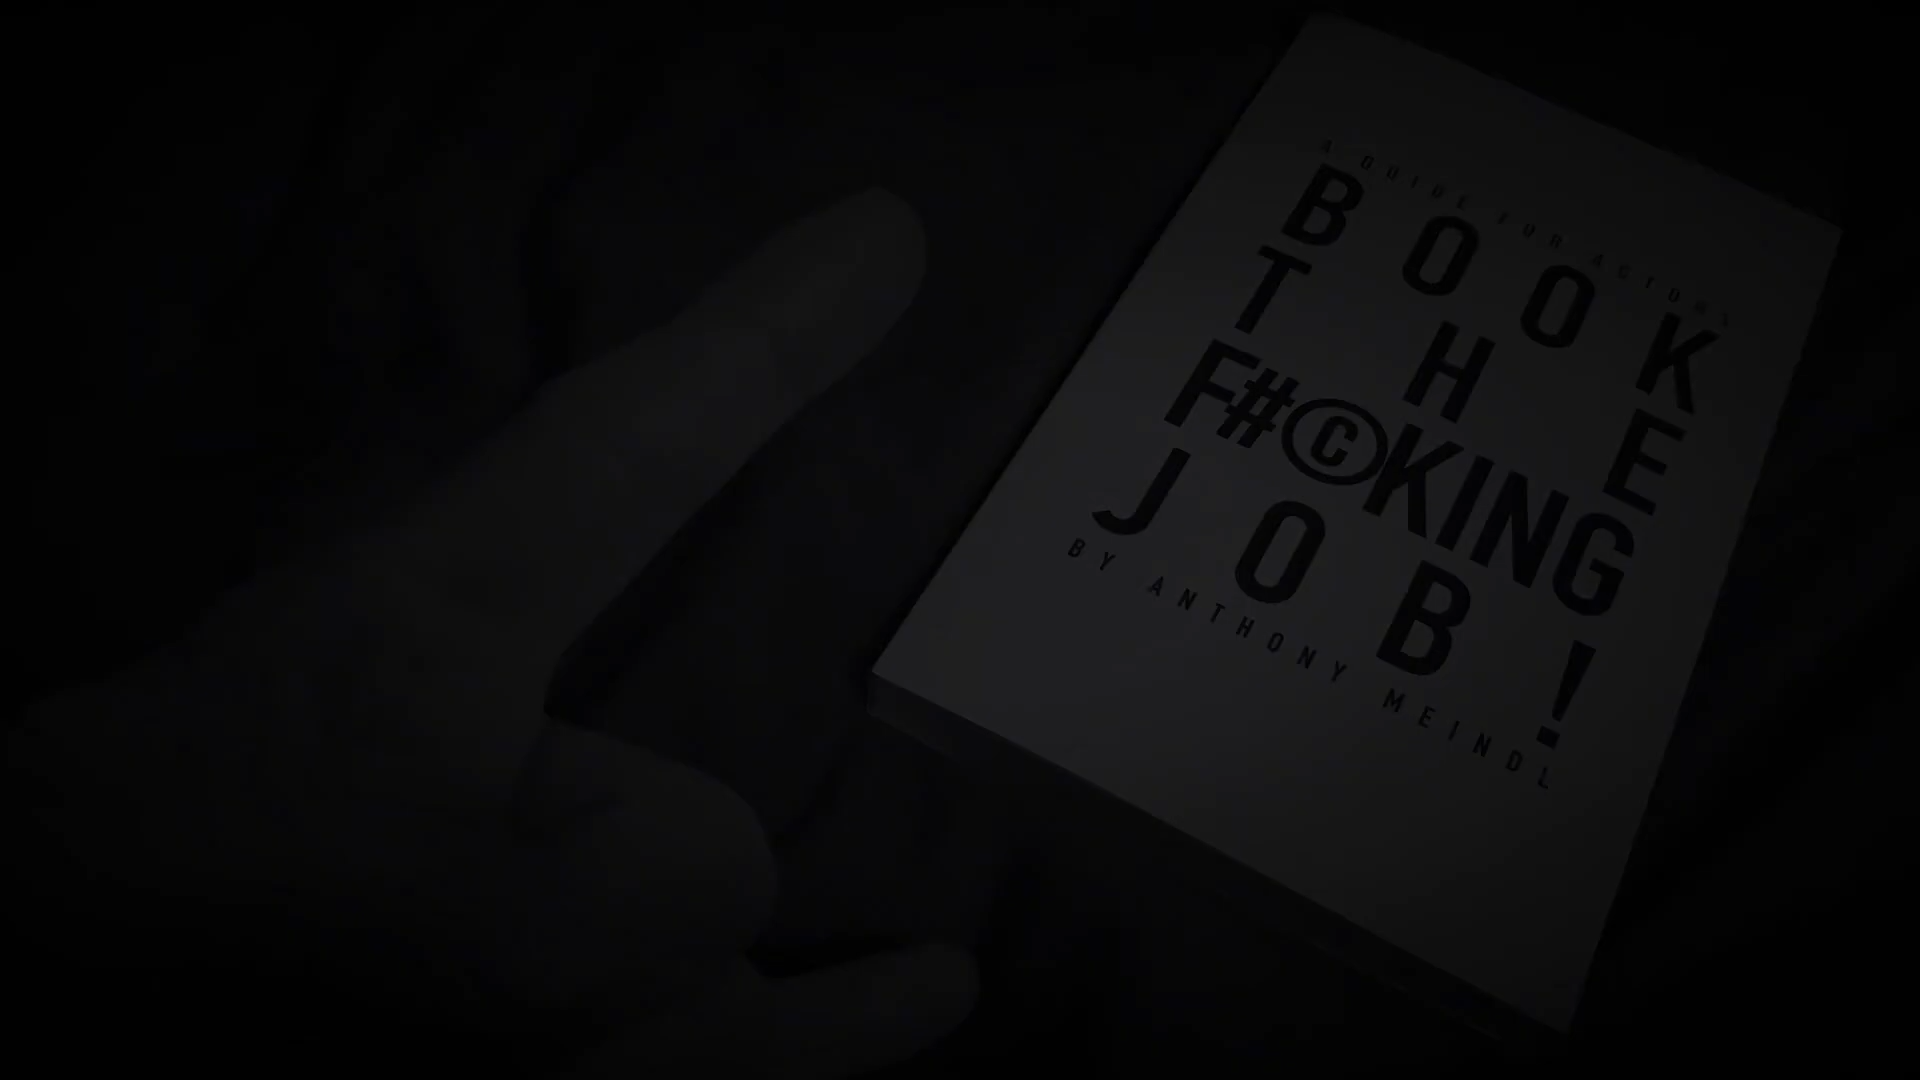 A GUIDE FOR ACTORS
BOOK
THE
F#©KING
JOB!
BY ANTHONY MEINDL